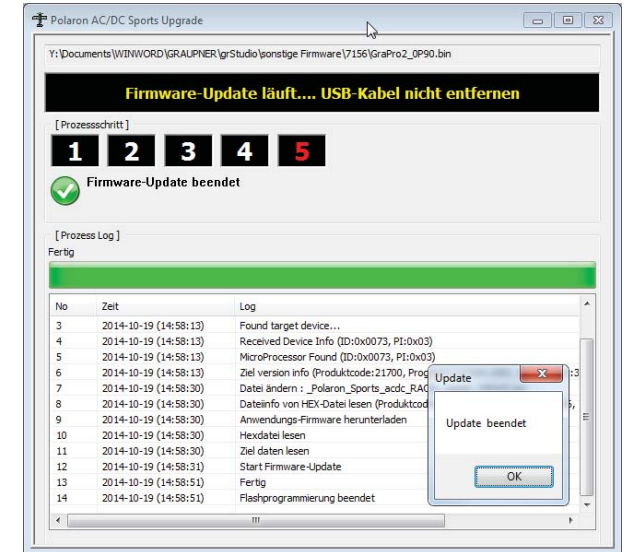 Polaron AC/DC Sports Upgrade
Y:\Documents\WINWORD\GRAUPNER\grStudio\sonstige Firmware\7156\GraPro2_0P90.bin
Firmware-Update läuft.... USB-Kabel nicht entfernen
[ Prozessschritt ]
1 2 3 4 5
Firmware-Update beendet
[ Prozess Log ]
Fertig
No Zeit Log
3 2014-10-19 (14:58:13) Found target device...
4 2014-10-19 (14:58:13) Received Device Info (ID:0x0073, PI:0x03)
5 2014-10-19 (14:58:13) MicroProcessor Found (ID:0x0073, PI:0x03)
6 2014-10-19 (14:58:13) Ziel version info (Produktcode:21700, Prog
7 2014-10-19 (14:58:30) Datei ändern : _Polaron_Sports_acdc_RAC
8 2014-10-19 (14:58:30) Dateiinfo von HEX-Datei lesen (Produktcod
9 2014-10-19 (14:58:30) Anwendungs-Firmware herunterladen
10 2014-10-19 (14:58:30) Hexdatei lesen
11 2014-10-19 (14:58:30) Ziel daten lesen
12 2014-10-19 (14:58:31) Start Firmware-Update
13 2014-10-19 (14:58:51) Fertig
14 2014-10-19 (14:58:51) Flashprogrammierung beendet
Update
Update beendet
OK